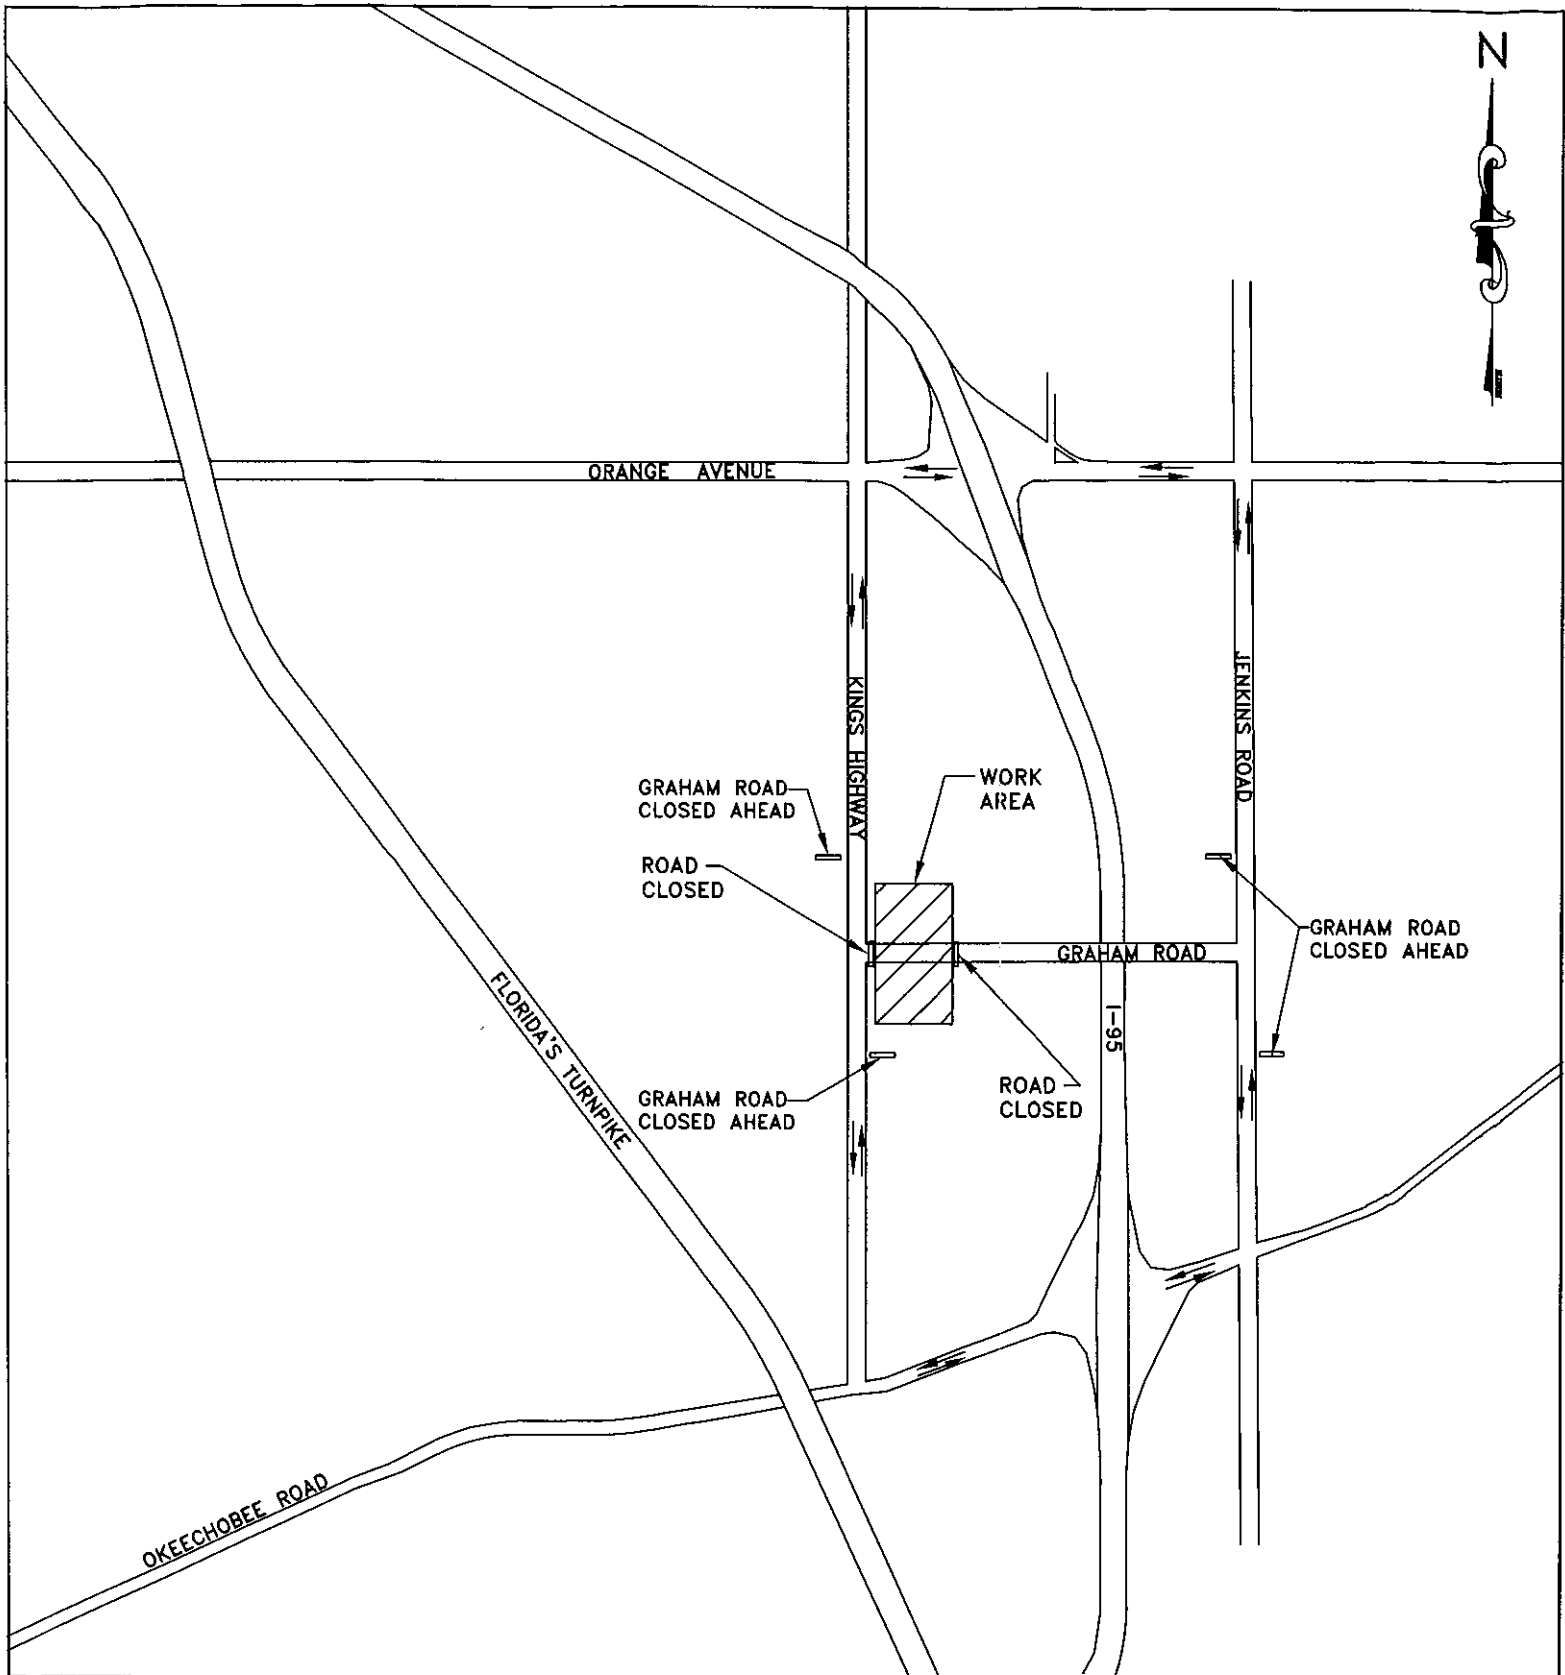 N
ORANGE AVENUE
KINGS HIGHWAY
JENKINS ROAD
GRAHAM ROAD
CLOSED AHEAD
WORK
AREA
ROAD
CLOSED
GRAHAM ROAD
GRAHAM ROAD
CLOSED AHEAD
FLORIDA'S TURNPIKE
I-95
GRAHAM ROAD
CLOSED AHEAD
ROAD
CLOSED
OKEECHOBEE ROAD